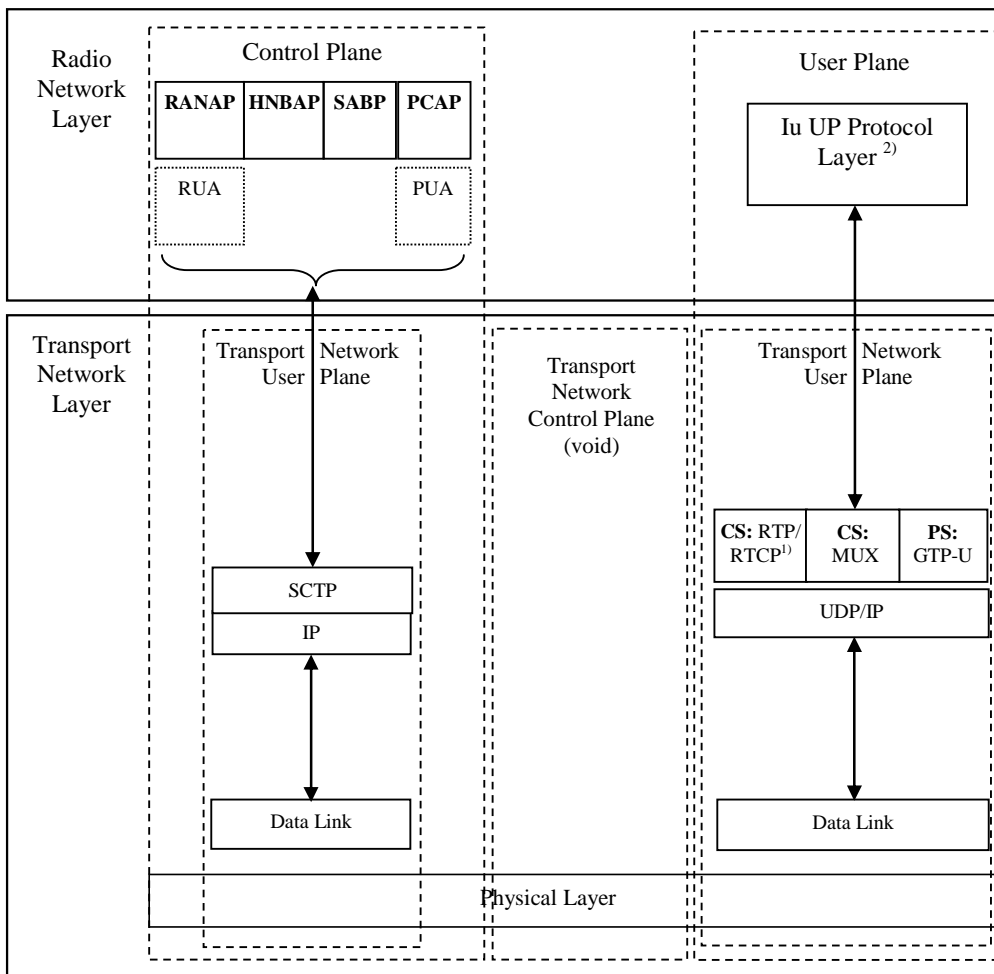 Radio
Network
Layer
Control Plane
RANAP HNBAP SABP PCAP
RUA PUA
User Plane
Iu UP Protocol
Layer 2)
Transport
Network
Layer
Transport Network
User Plane
Transport
Network
Control Plane
(void)
Transport Network
User Plane
SCTP
IP
Data Link
CS: RTP/
RTCP1)
CS:
MUX
PS:
GTP-U
UDP/IP
Data Link
Physical Layer